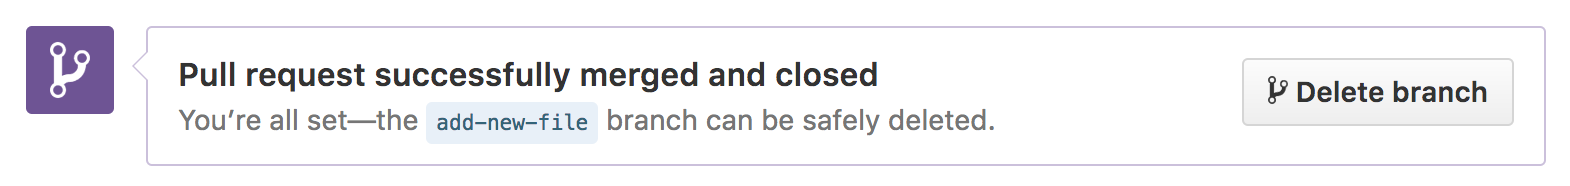 Pull request successfully merged and closed
You’re all set—the add-new-file branch can be safely deleted.
Delete branch